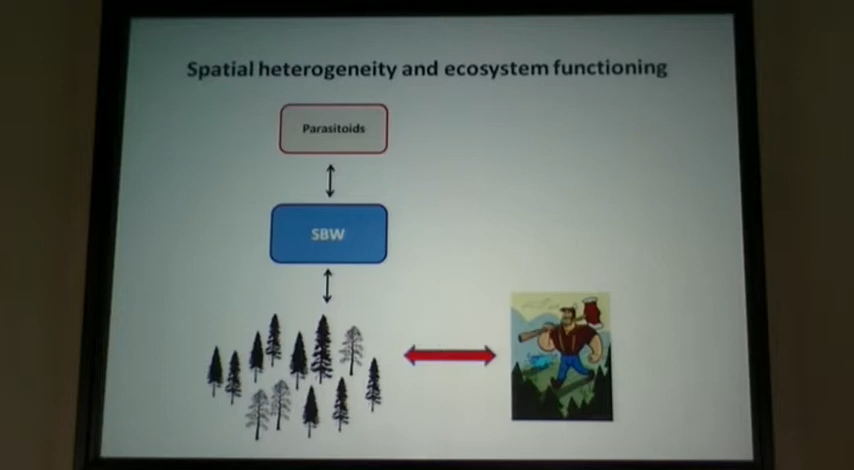 Spatial heterogeneity and ecosystem functioning
Parasitoids
SBW